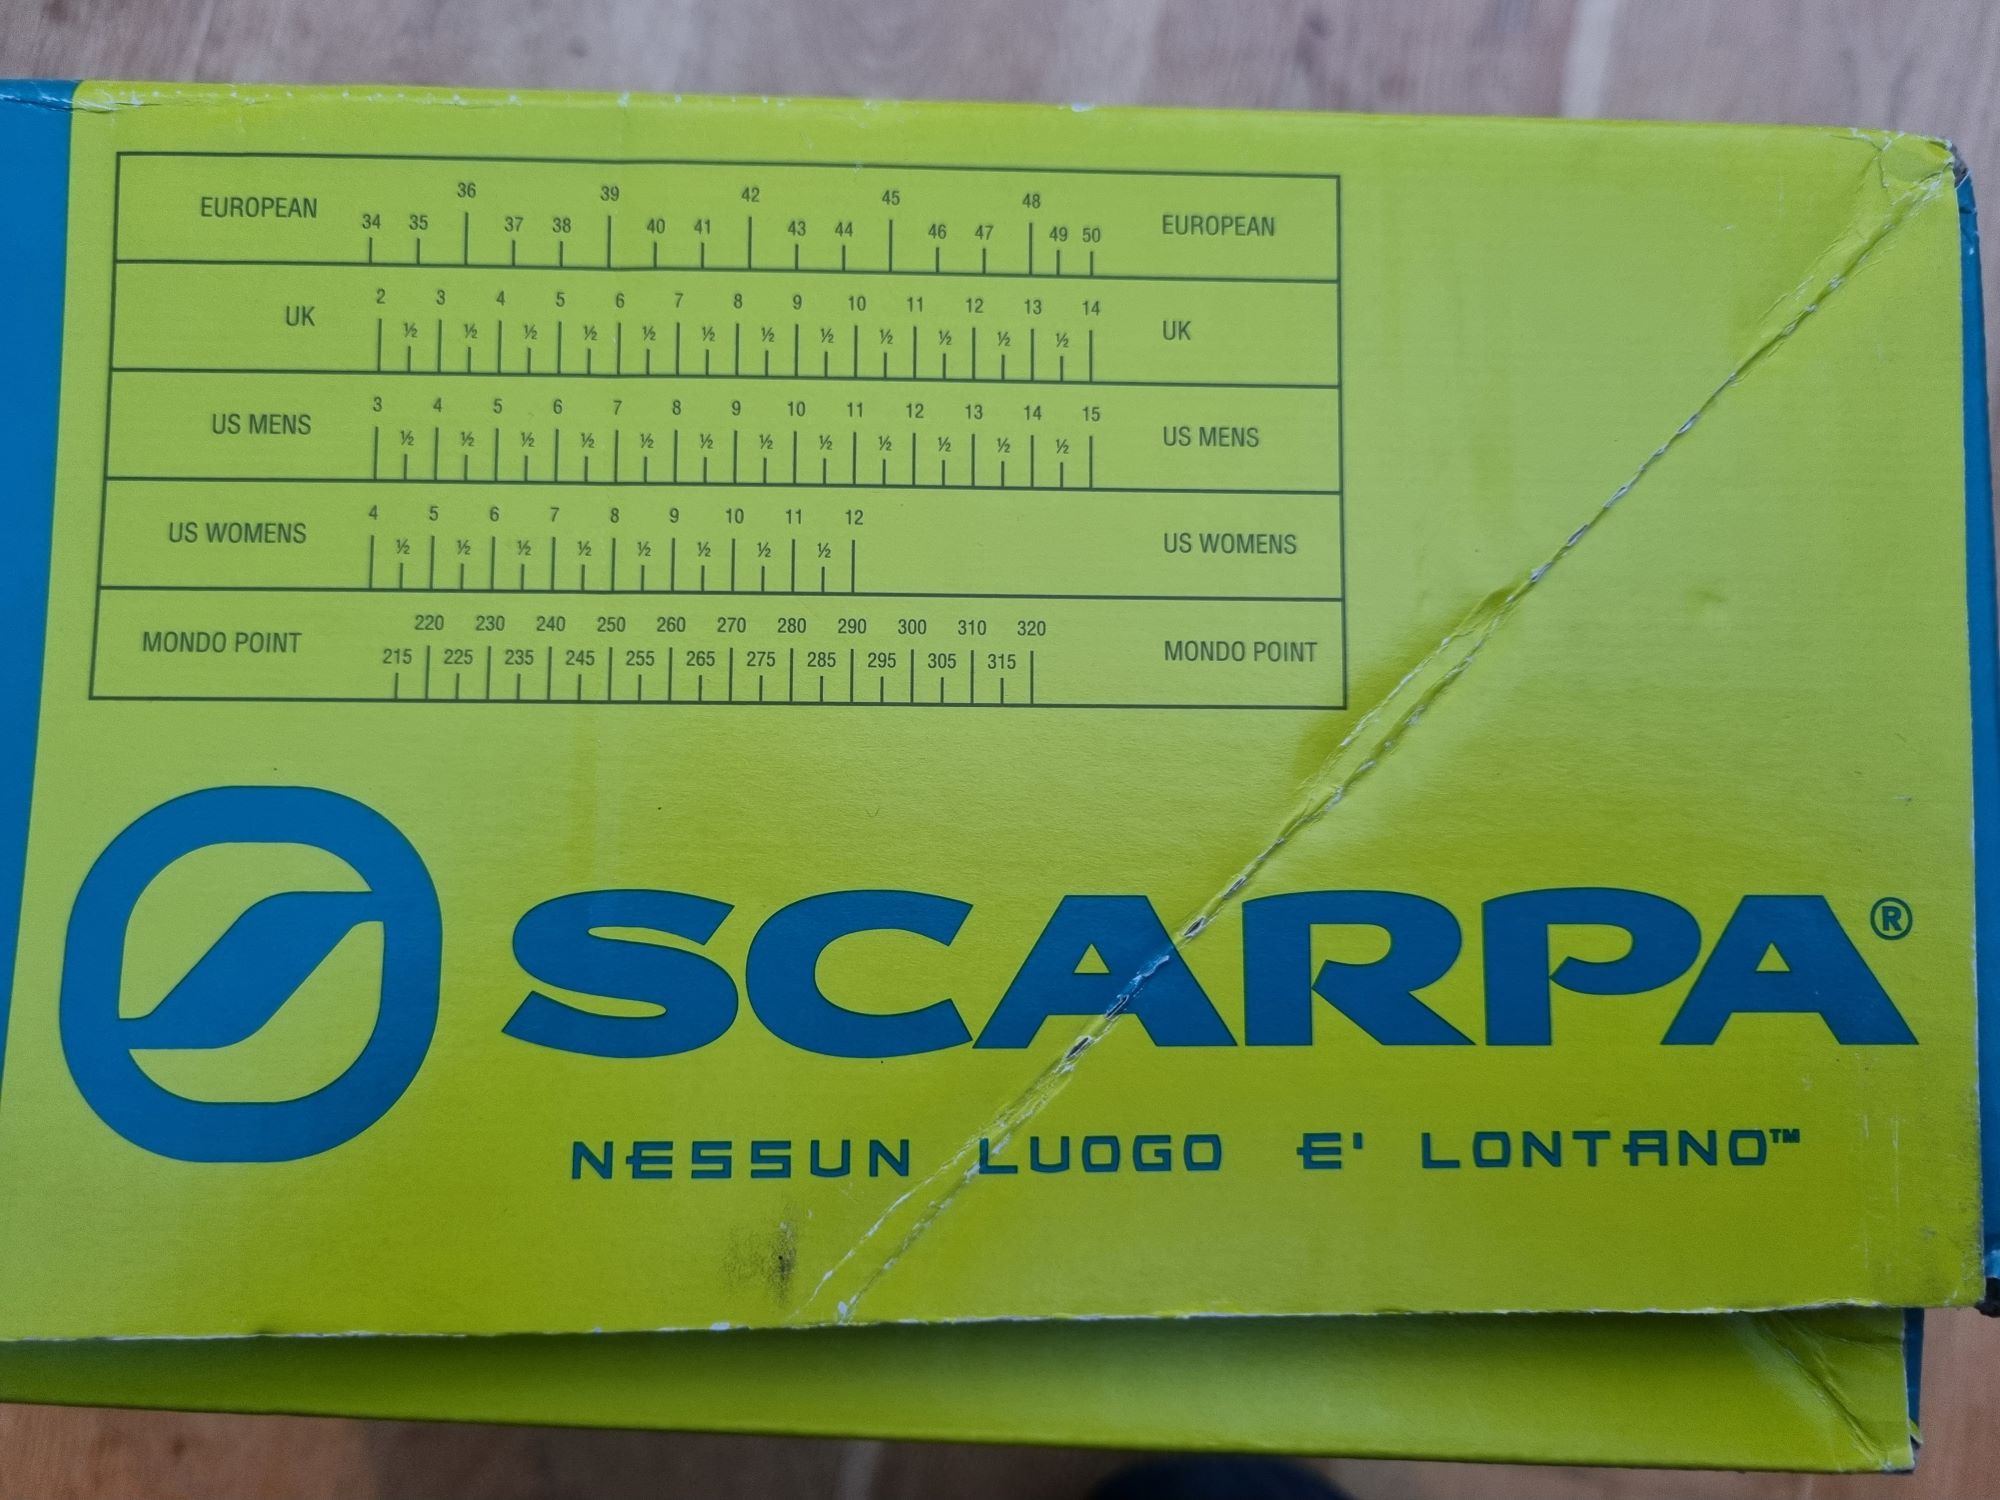 36 39 42 45 48
EUROPEAN 34 35 37 38 40 41 43 44 46 47 49 50 EUROPEAN
2 3 4 5 6 7 8 9 10 11 12 13 14
UK ½ ½ ½ ½ ½ ½ ½ ½ ½ ½ ½ ½ UK
3 4 5 6 7 8 9 10 11 12 13 14 15
US MENS ½ ½ ½ ½ ½ ½ ½ ½ ½ ½ ½ ½ US MENS
4 5 6 7 8 9 10 11 12
US WOMENS ½ ½ ½ ½ ½ ½ ½ ½ US WOMENS
220 230 240 250 260 270 280 290 300 310 320
MONDO POINT 215 225 235 245 255 265 275 285 295 305 315 MONDO POINT
SCARPA®
NESSUN LUOGO E' LONTANO™